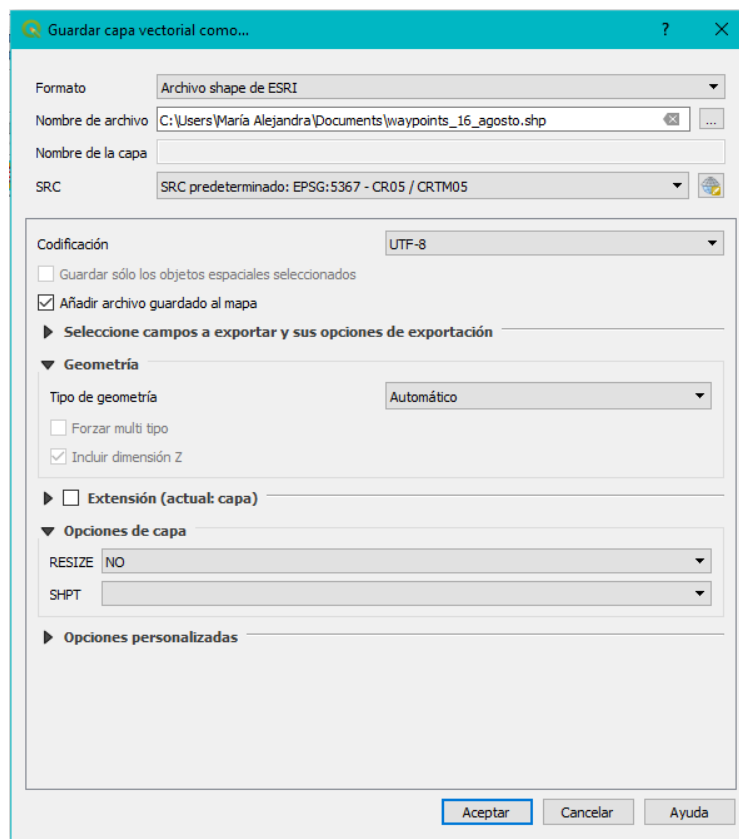 Guardar capa vectorial como... ?
Formato Archivo shape de ESRI
Nombre de archivo C:\Users\María Alejandra\Documents\waypoints_16_agosto.shp ...
Nombre de la capa
SRC SRC predeterminado: EPSG:5367 - CR05 / CRTM05
Codificación UTF-8
Guardar sólo los objetos espaciales seleccionados
Añadir archivo guardado al mapa
Seleccione campos a exportar y sus opciones de exportación
Geometría
Tipo de geometría Automático
Forzar multi tipo
Incluir dimensión Z
Extensión (actual: capa)
Opciones de capa
RESIZE NO
SHPT
Opciones personalizadas
Aceptar Cancelar Ayuda